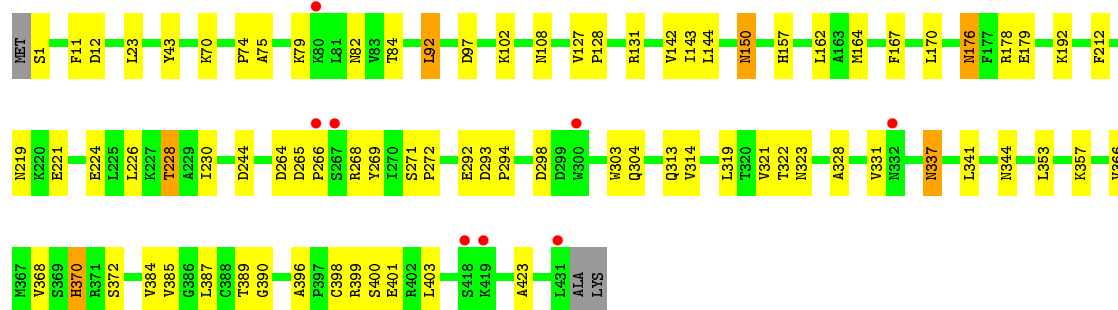 MET S1 F11 D12 L23 Y43 K70 P74 A75 K79 K80 L81 N82 V83 T84 L92 D97 K102 N108 V127 P128 R131 V142 I143 L144 N150 H157 L162 A163 M164 F167 L170 N176 F177 R178 E179 K192 F212
N219 K220 E221 E224 L225 L226 K227 T228 A229 I230 D244 D264 D265 P266 S267 R268 Y269 I270 S271 P272 E292 D293 P294 D298 D299 W300 W303 Q304 Q313 V314 L319 T320 V321 T322 N323 A328 V331 N332 N337 L341 N344 L353 K357 V366
M367 V368 S369 H370 R371 S372 V384 V385 G386 L387 C388 T389 G390 A396 P397 C398 R399 S400 E401 R402 L403 S418 K419 A423 L431 ALA LYS